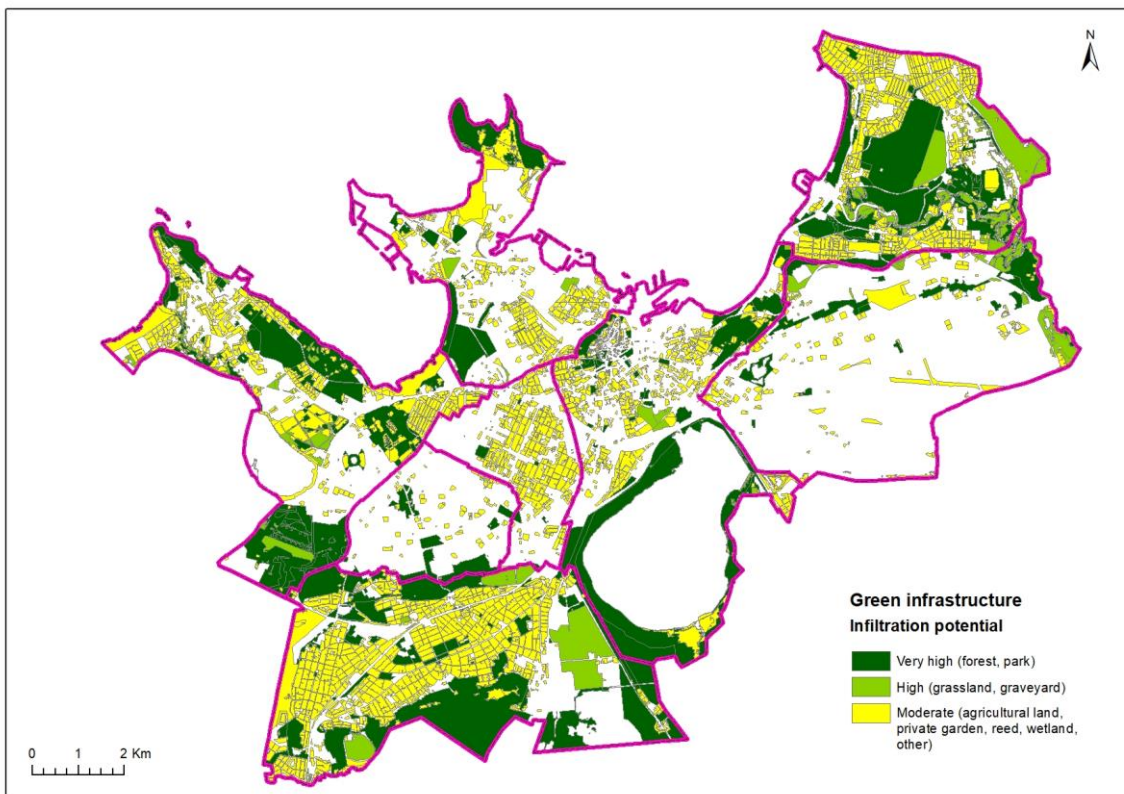 N
Green infrastructure
Infiltration potential
Very high (forest, park)
High (grassland, graveyard)
Moderate (agricultural land,
private garden, reed, wetland,
other)
0 1 2 Km